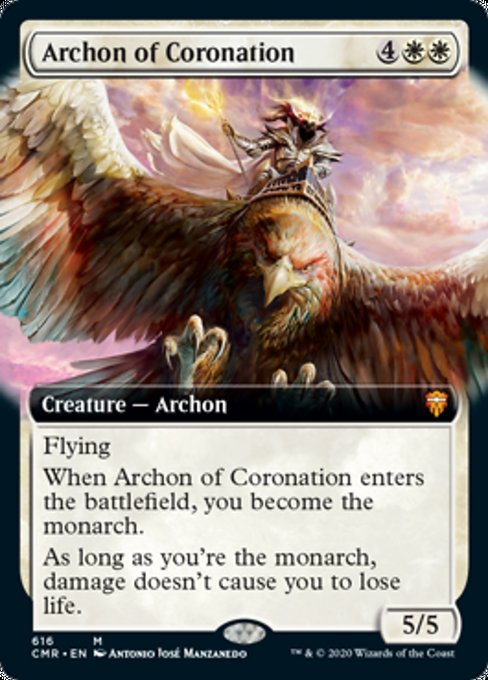 Archon of Coronation 4
Creature — Archon
Flying
When Archon of Coronation enters
the battlefield, you become the
monarch.
As long as you're the monarch,
damage doesn't cause you to lose
life.
5/5
616 M
CMR • EN Antonio José Manzanedo
™ & © 2020 Wizards of the Coast